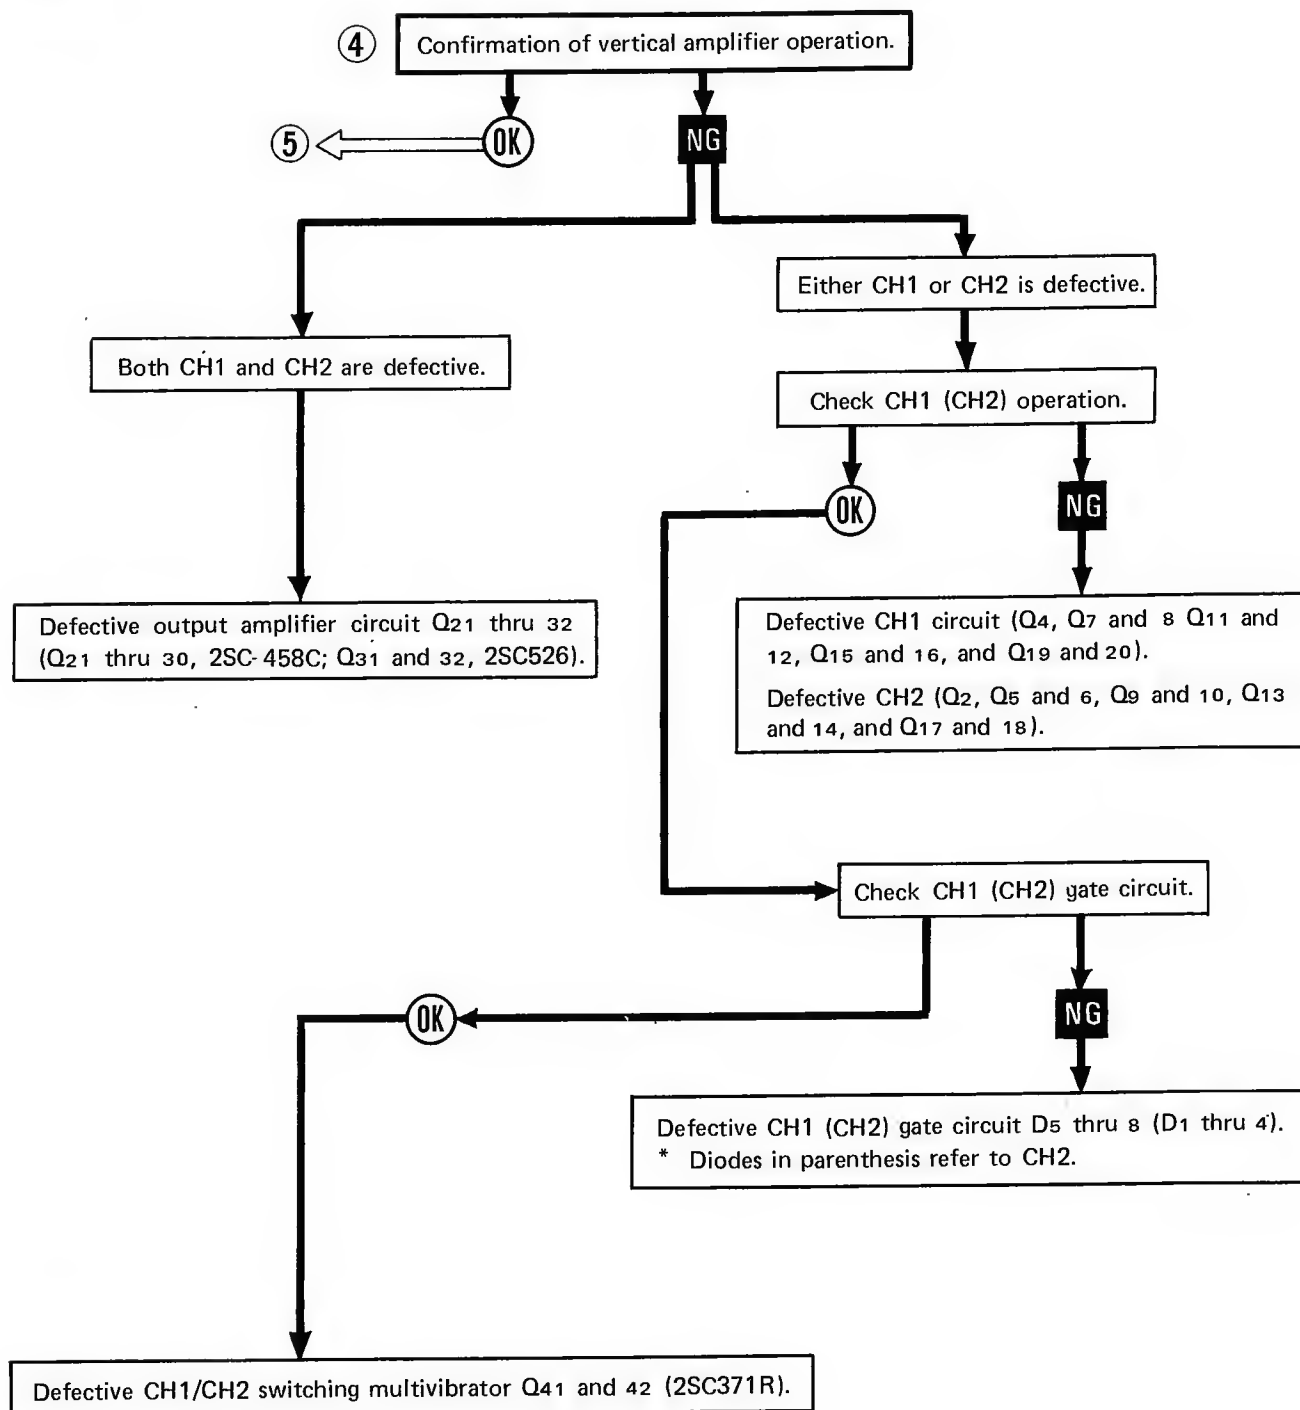 4 Confirmation of vertical amplifier operation.
5 OK NG
Either CH1 or CH2 is defective.
Both CH1 and CH2 are defective.
Check CH1 (CH2) operation.
OK NG
Defective output amplifier circuit Q21 thru 32
(Q21 thru 30, 2SC-458C; Q31 and 32, 2SC526).
Defective CH1 circuit (Q4, Q7 and 8 Q11 and
12, Q15 and 16, and Q19 and 20).
Defective CH2 (Q2, Q5 and 6, Q9 and 10, Q13
and 14, and Q17 and 18).
Check CH1 (CH2) gate circuit.
OK NG
Defective CH1 (CH2) gate circuit D5 thru 8 (D1 thru 4).
* Diodes in parenthesis refer to CH2.
Defective CH1/CH2 switching multivibrator Q41 and 42 (2SC371R).